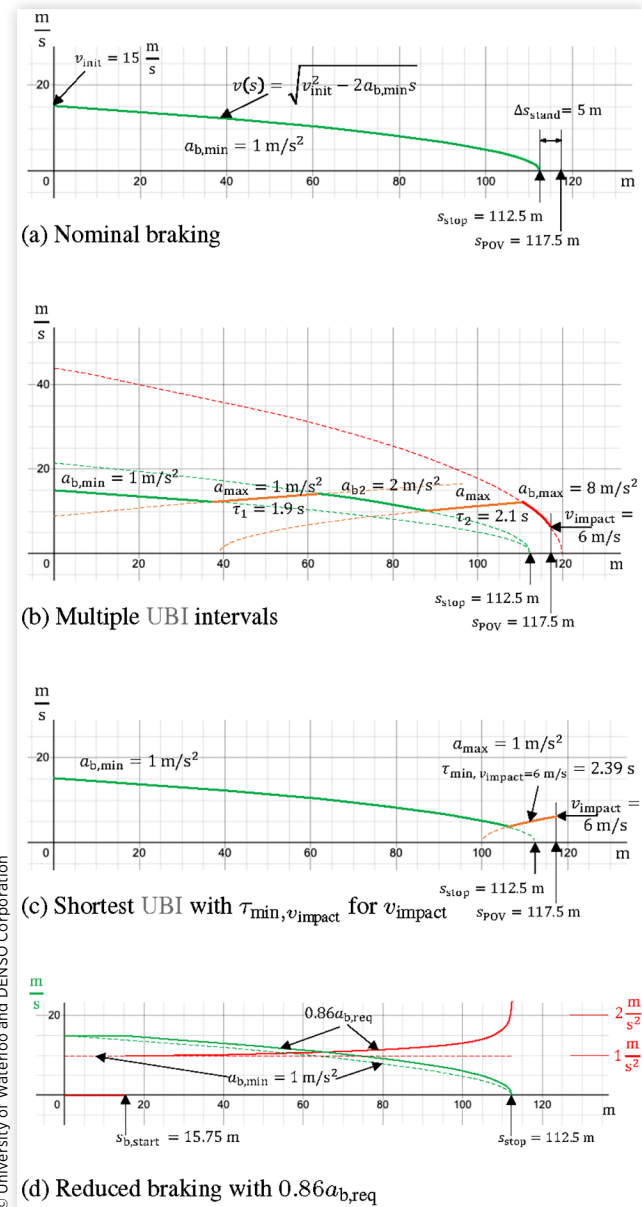 m
s
v_init = 15 m/s
v(s) = √(v²_init − 2a_b,min s)
20
Δs_stand = 5 m
a_b,min = 1 m/s²
0 20 40 60 80 100 120
m
s_stop = 112.5 m
s_POV = 117.5 m
(a) Nominal braking
m
s
40
20
a_b,min = 1 m/s²
a_max = 1 m/s²
a_b2 = 2 m/s²
a_max
a_b,max = 8 m/s²
τ₁ = 1.9 s
τ₂ = 2.1 s
v_impact =
6 m/s
0 20 40 60 80 100 120
m
s_stop = 112.5 m
s_POV = 117.5 m
(b) Multiple UBI intervals
m
s
20
a_b,min = 1 m/s²
a_max = 1 m/s²
τ_min, v_impact=6 m/s = 2.39 s
v_impact =
6 m/s
0 20 40 60 80 100 120
m
s_stop = 112.5 m
s_POV = 117.5 m
(c) Shortest UBI with τ_min,v_impact for v_impact
m
s
20
0.86a_b,req
2 m/s²
1 m/s²
10
a_b,min = 1 m/s²
0 20 40 60 80 100 120
m
s_b,start = 15.75 m
s_stop = 112.5 m
(d) Reduced braking with 0.86a_b,req
© University of Waterloo and DENSO Corporation